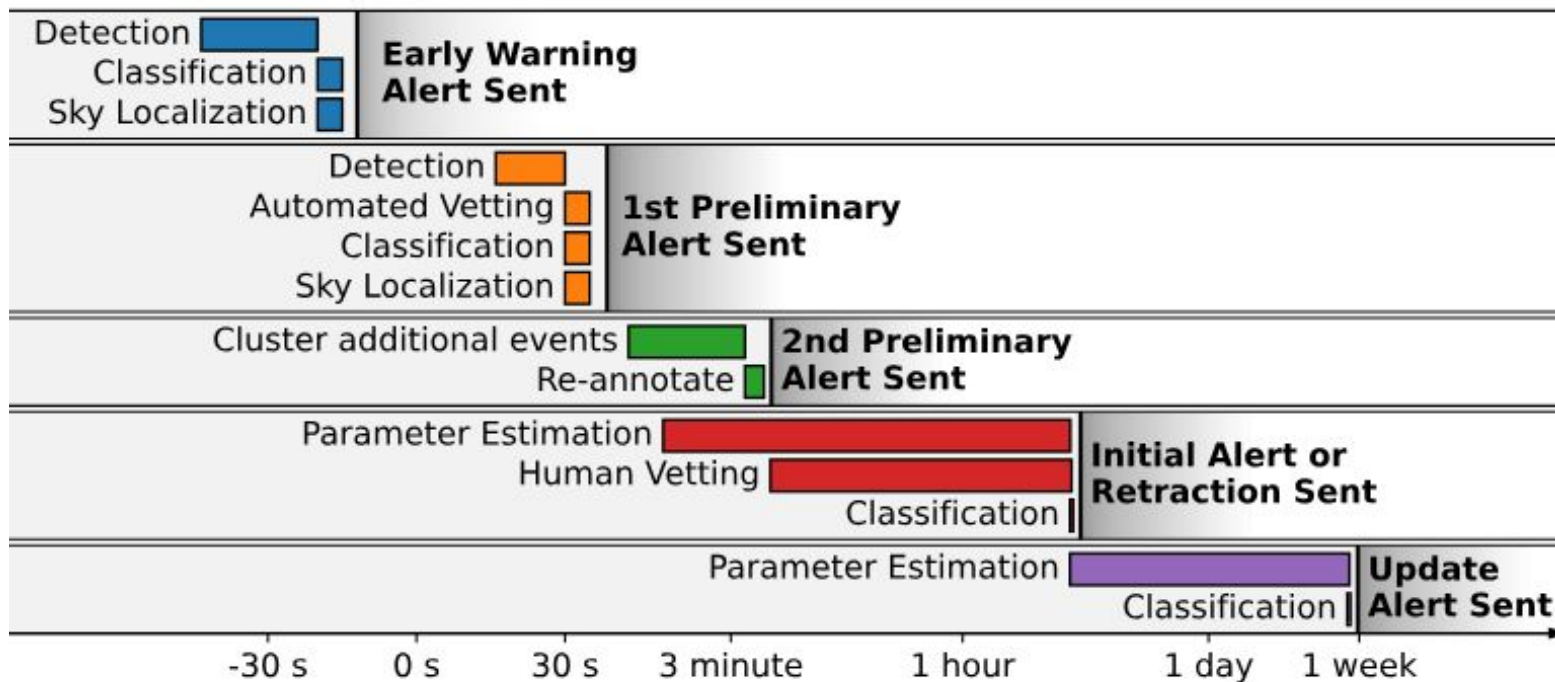 Detection
Classification
Sky Localization
Early Warning
Alert Sent
Detection
Automated Vetting
Classification
Sky Localization
1st Preliminary
Alert Sent
Cluster additional events
Re-annotate
2nd Preliminary
Alert Sent
Parameter Estimation
Human Vetting
Classification
Initial Alert or
Retraction Sent
Parameter Estimation
Classification
Update
Alert Sent
-30 s 0 s 30 s 3 minute 1 hour 1 day 1 week